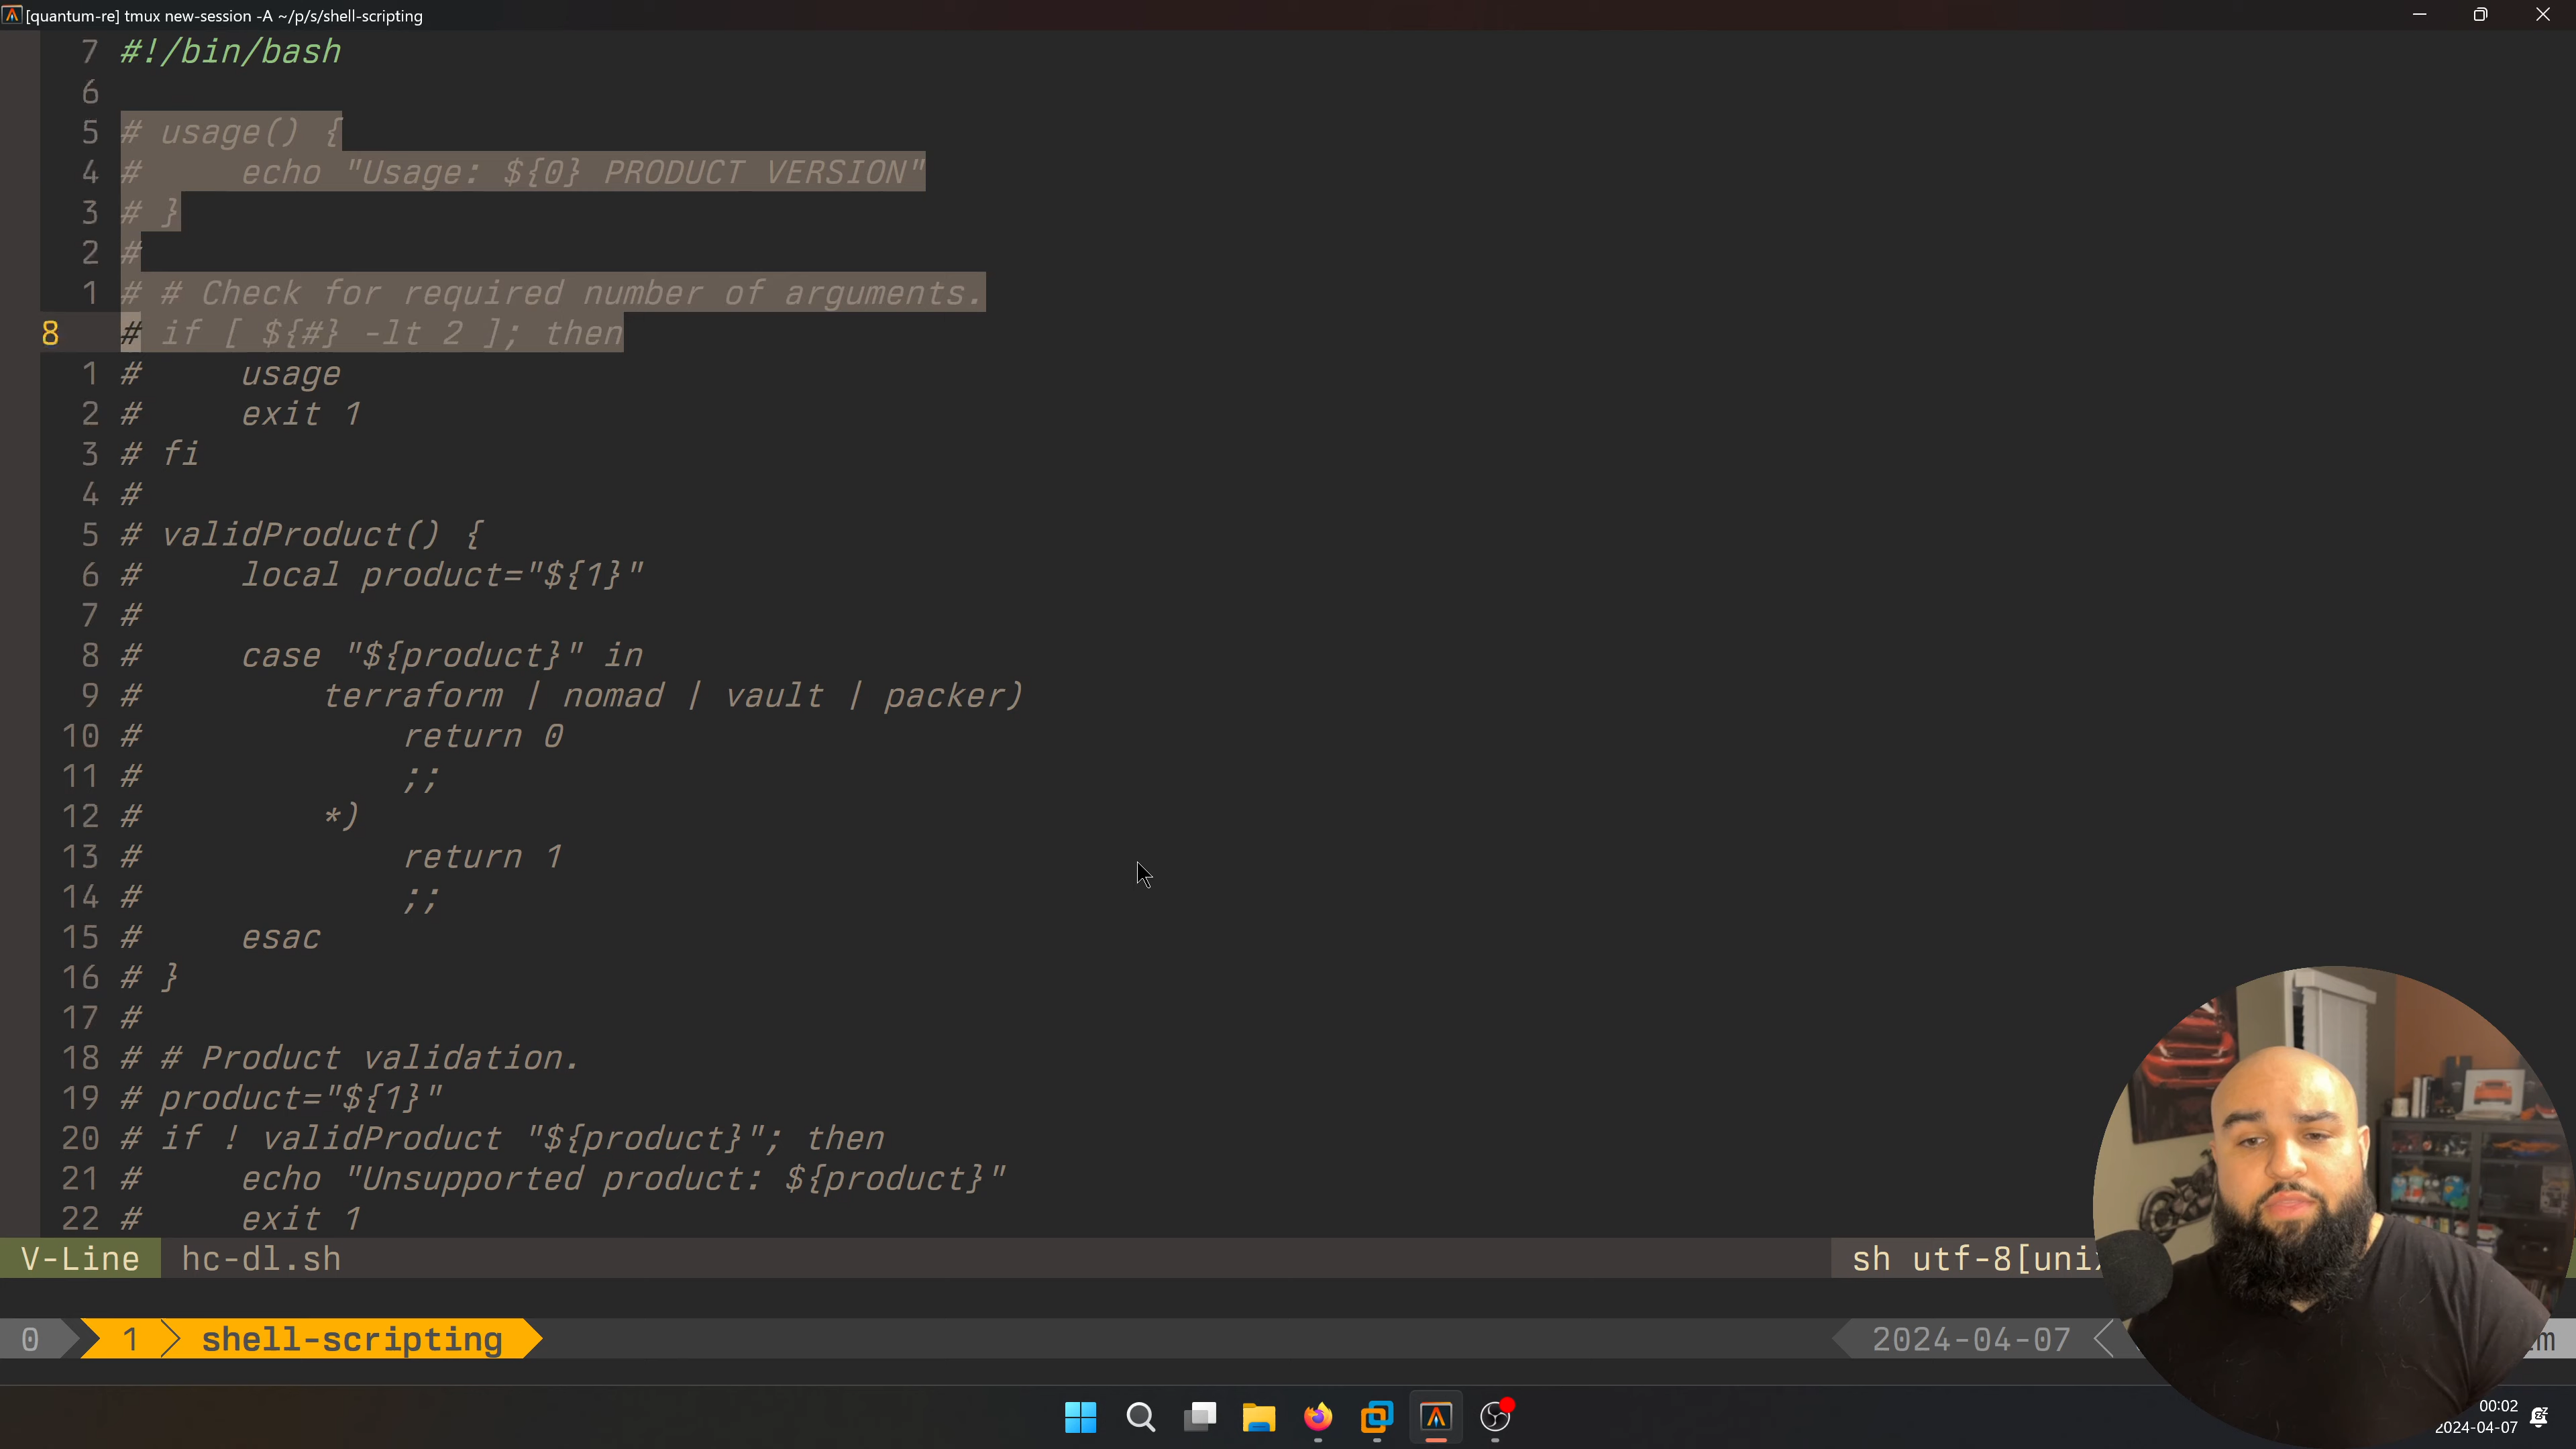 [quantum-re] tmux new-session -A ~/p/s/shell-scripting
7 #!/bin/bash
6
5 # usage() {
4 #     echo "Usage: ${0} PRODUCT VERSION"
3 # }
2 #
1 # # Check for required number of arguments.
8 # if [ ${#} -lt 2 ]; then
1 #     usage
2 #     exit 1
3 # fi
4 #
5 # validProduct() {
6 #     local product="${1}"
7 #
8 #     case "${product}" in
9 #         terraform | nomad | vault | packer)
10 #             return 0
11 #             ;;
12 #         *)
13 #             return 1
14 #             ;;
15 #     esac
16 # }
17 #
18 # # Product validation.
19 # product="${1}"
20 # if ! validProduct "${product}"; then
21 #     echo "Unsupported product: ${product}"
22 #     exit 1
V-Line hc-dl.sh sh utf-8[uni
0 1 shell-scripting 2024-04-07
00:02
2024-04-07